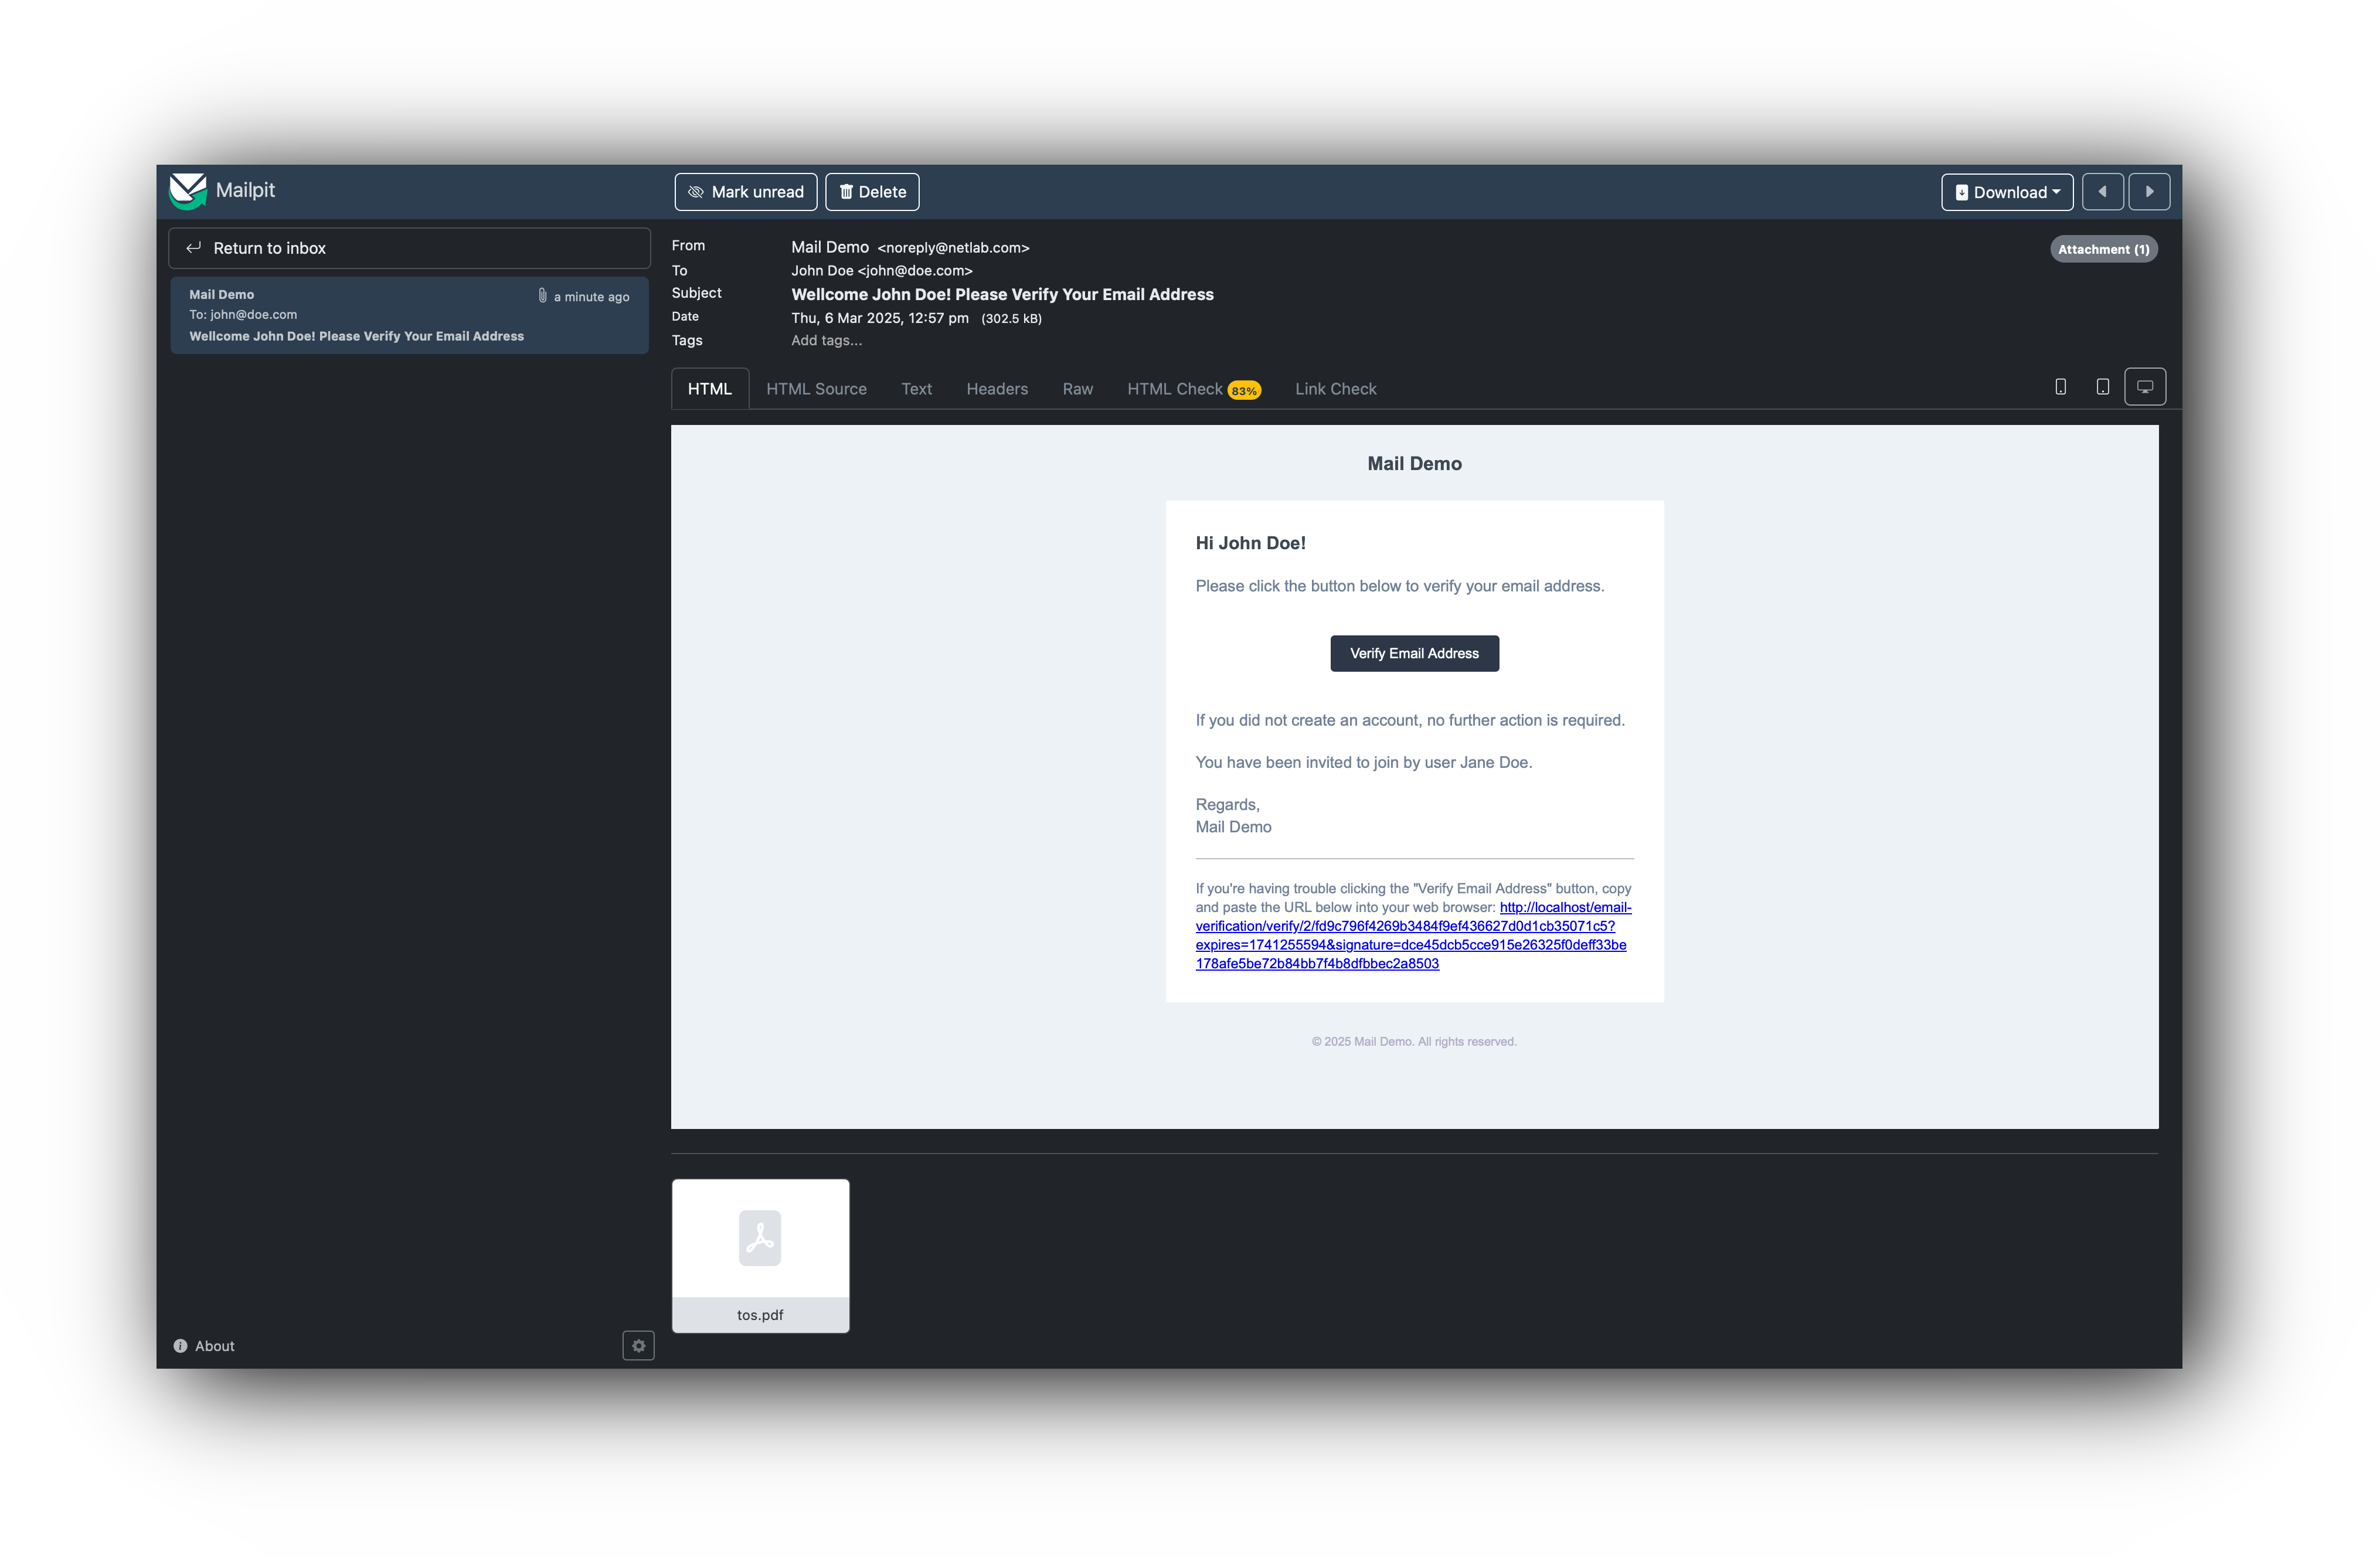 Mailpit
Mark unread
Delete
Download
Return to inbox
Mail Demo
a minute ago
To: john@doe.com
Wellcome John Doe! Please Verify Your Email Address
From Mail Demo <noreply@netlab.com>
Attachment (1)
To John Doe <john@doe.com>
Subject Wellcome John Doe! Please Verify Your Email Address
Date Thu, 6 Mar 2025, 12:57 pm (302.5 kB)
Tags Add tags...
HTML HTML Source Text Headers Raw HTML Check 83% Link Check
Mail Demo
Hi John Doe!
Please click the button below to verify your email address.
Verify Email Address
If you did not create an account, no further action is required.
You have been invited to join by user Jane Doe.
Regards,
Mail Demo
If you're having trouble clicking the "Verify Email Address" button, copy
and paste the URL below into your web browser: http://localhost/email-
verification/verify/2/fd9c796f4269b3484f9ef436627d0d1cb35071c5?
expires=1741255594&signature=dce45dcb5cce915e26325f0deff33be
178afe5be72b84bb7f4b8dfbbec2a8503
© 2025 Mail Demo. All rights reserved.
tos.pdf
About